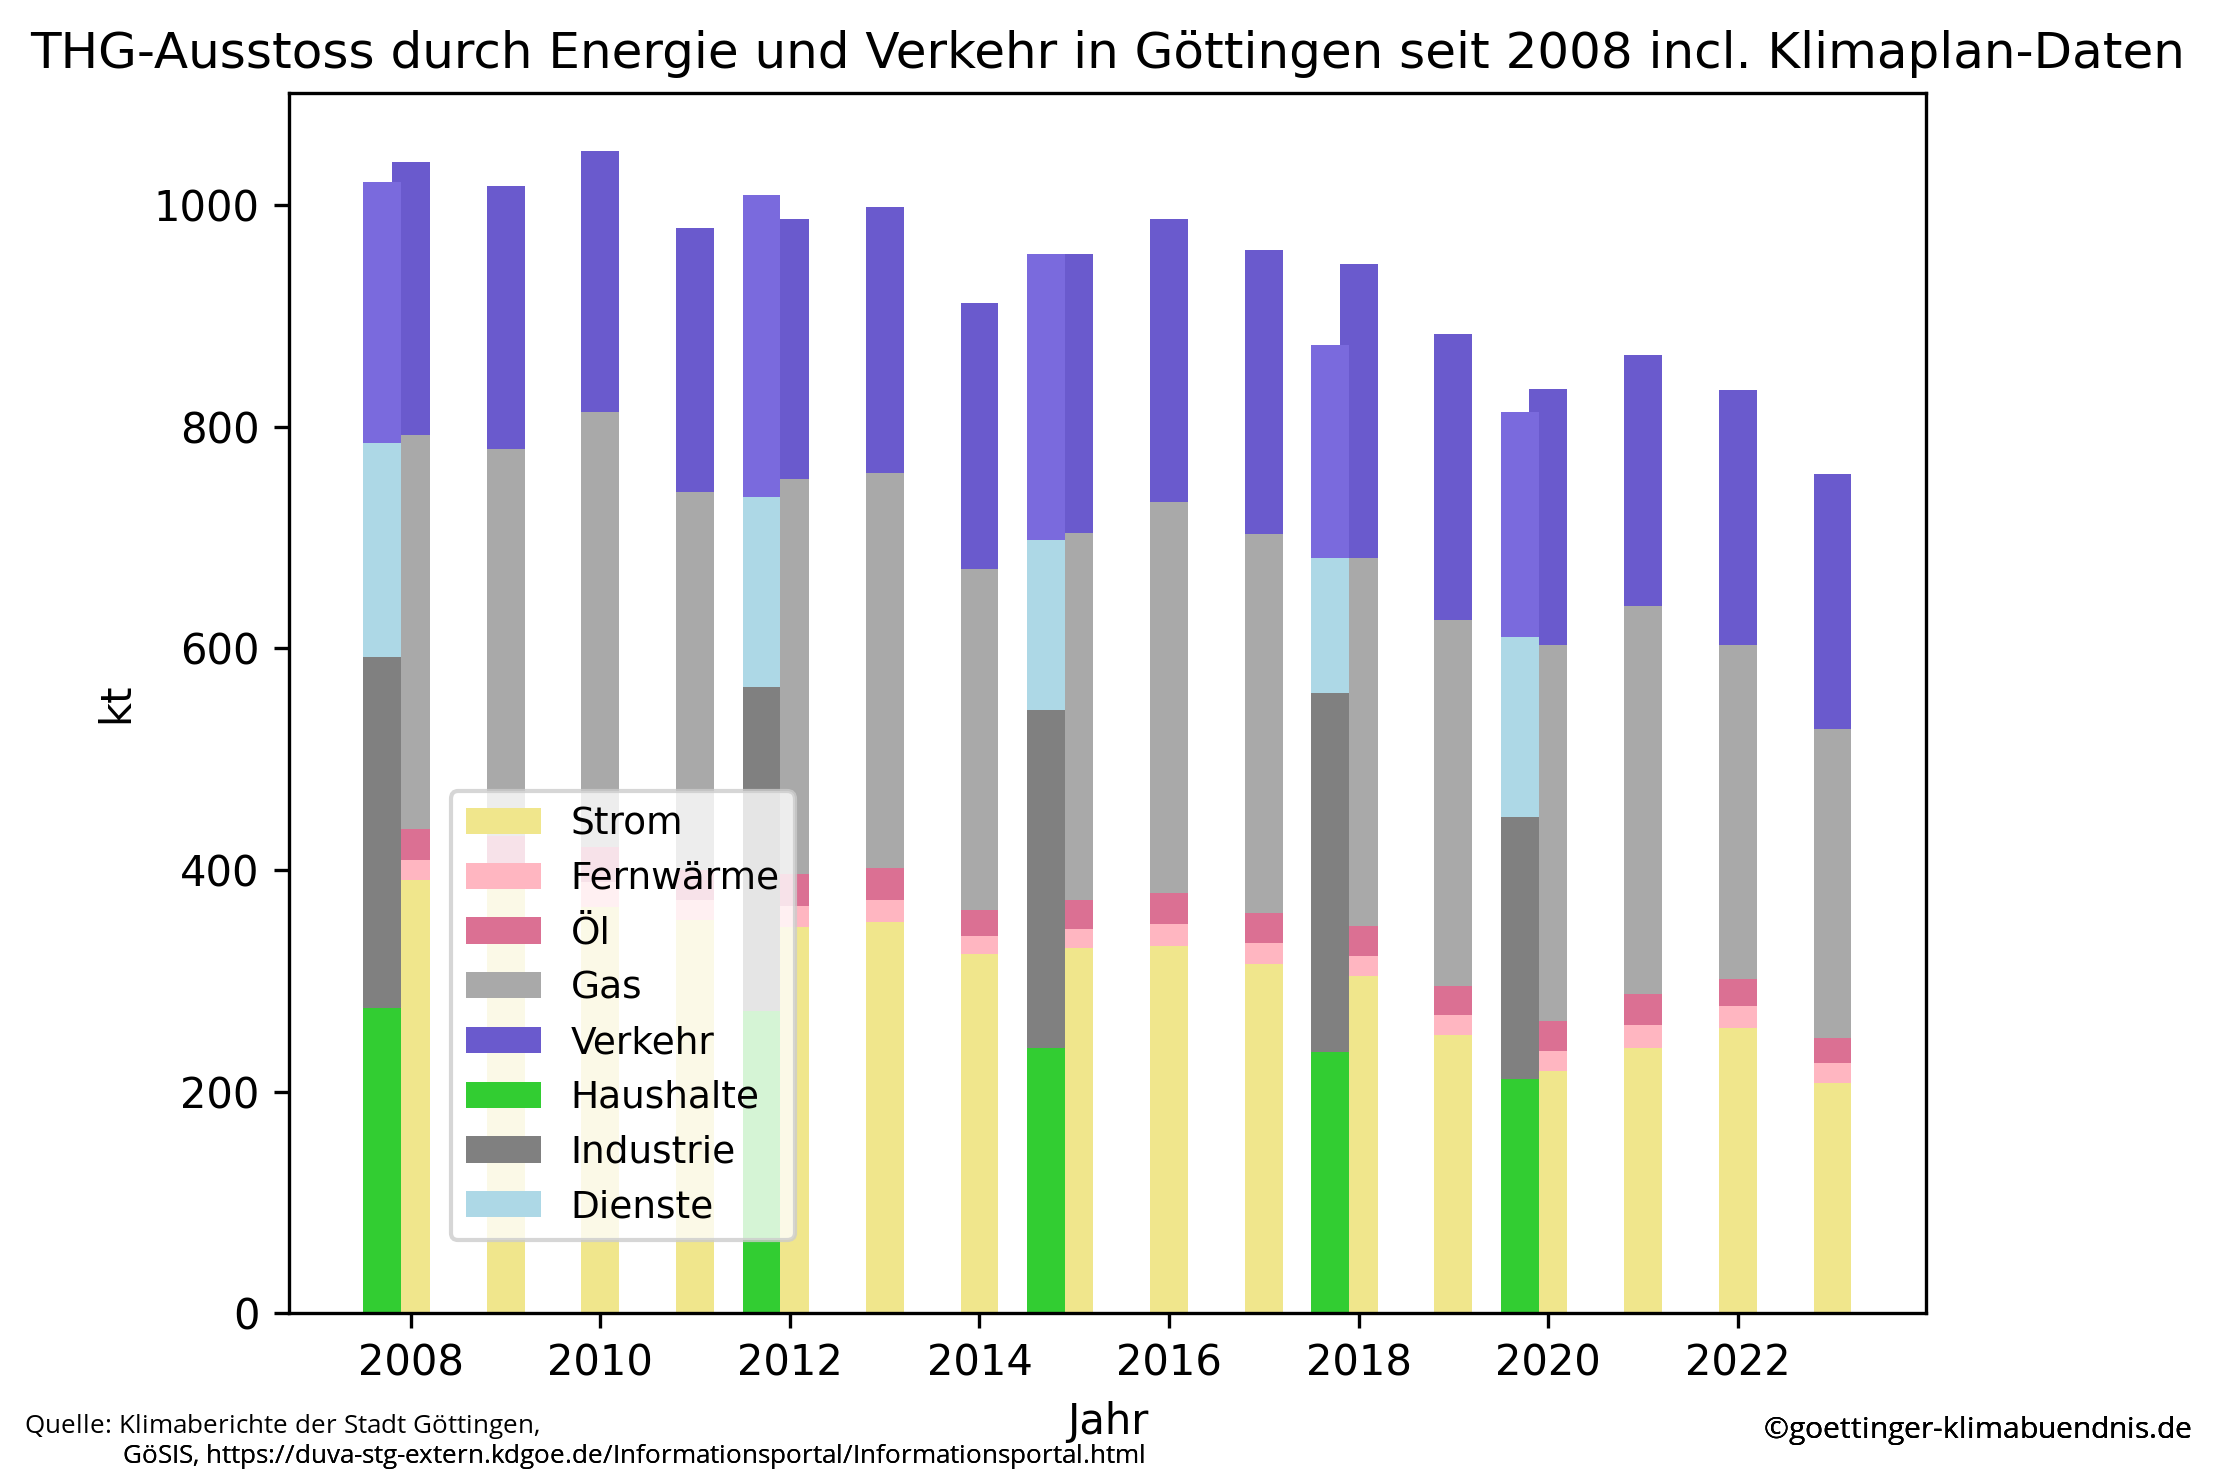 THG-Ausstoss durch Energie und Verkehr in Göttingen seit 2008 incl. Klimaplan-Daten
1000
800
600
400
200
0
kt
Strom
Fernwärme
Öl
Gas
Verkehr
Haushalte
Industrie
Dienste
2008 2010 2012 2014 2016 2018 2020 2022
Jahr
Quelle: Klimaberichte der Stadt Göttingen,
GöSIS, https://duva-stg-extern.kdgoe.de/Informationsportal/Informationsportal.html
©goettinger-klimabuendnis.de